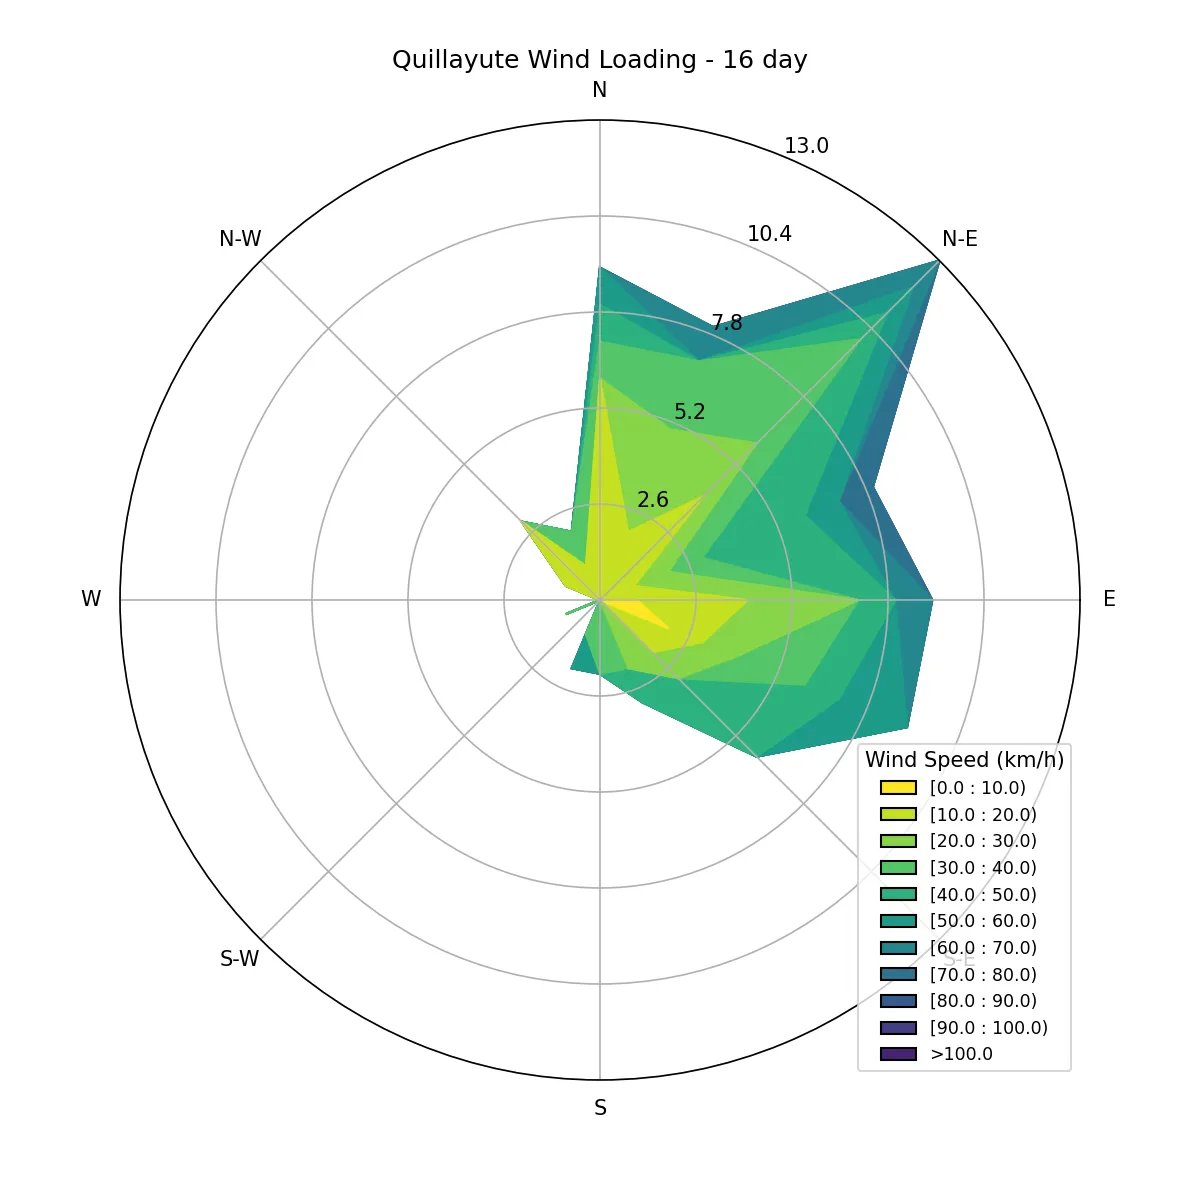 Quillayute Wind Loading - 16 day
N
13.0
10.4
N-W
N-E
7.8
5.2
2.6
W
E
Wind Speed (km/h)
[0.0 : 10.0)
[10.0 : 20.0)
[20.0 : 30.0)
[30.0 : 40.0)
[40.0 : 50.0)
[50.0 : 60.0)
[60.0 : 70.0)
[70.0 : 80.0)
[80.0 : 90.0)
[90.0 : 100.0)
>100.0
S-W
S-E
S